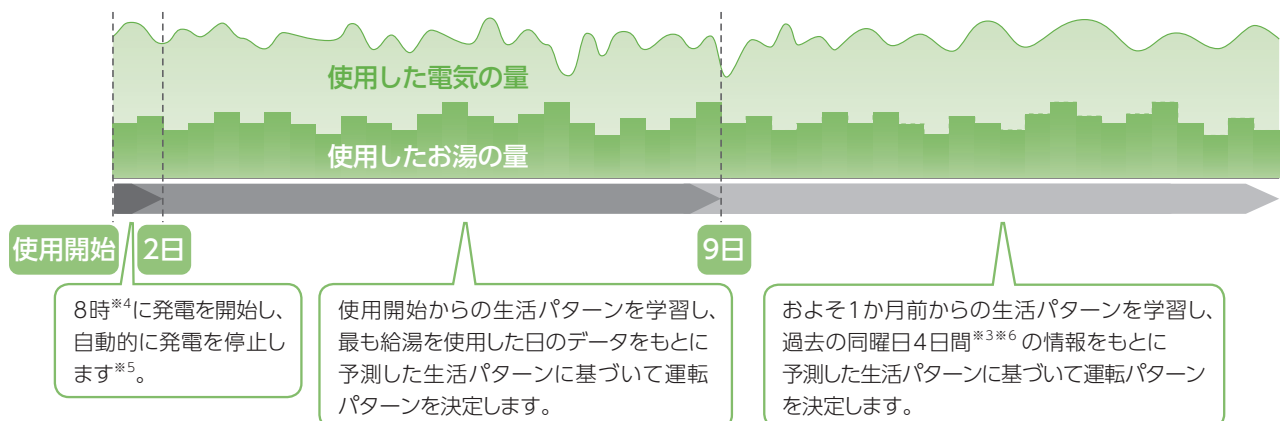 使用した電気の量
使用したお湯の量
使用開始
2日
9日
8時※4に発電を開始し、
自動的に発電を停止し
ます※5。
使用開始からの生活パターンを学習し、
最も給湯を使用した日のデータをもとに
予測した生活パターンに基づいて運転
パターンを決定します。
およそ1か月前からの生活パターンを学習し、
過去の同曜日4日間※3※6の情報をもとに
予測した生活パターンに基づいて運転パターン
を決定します。